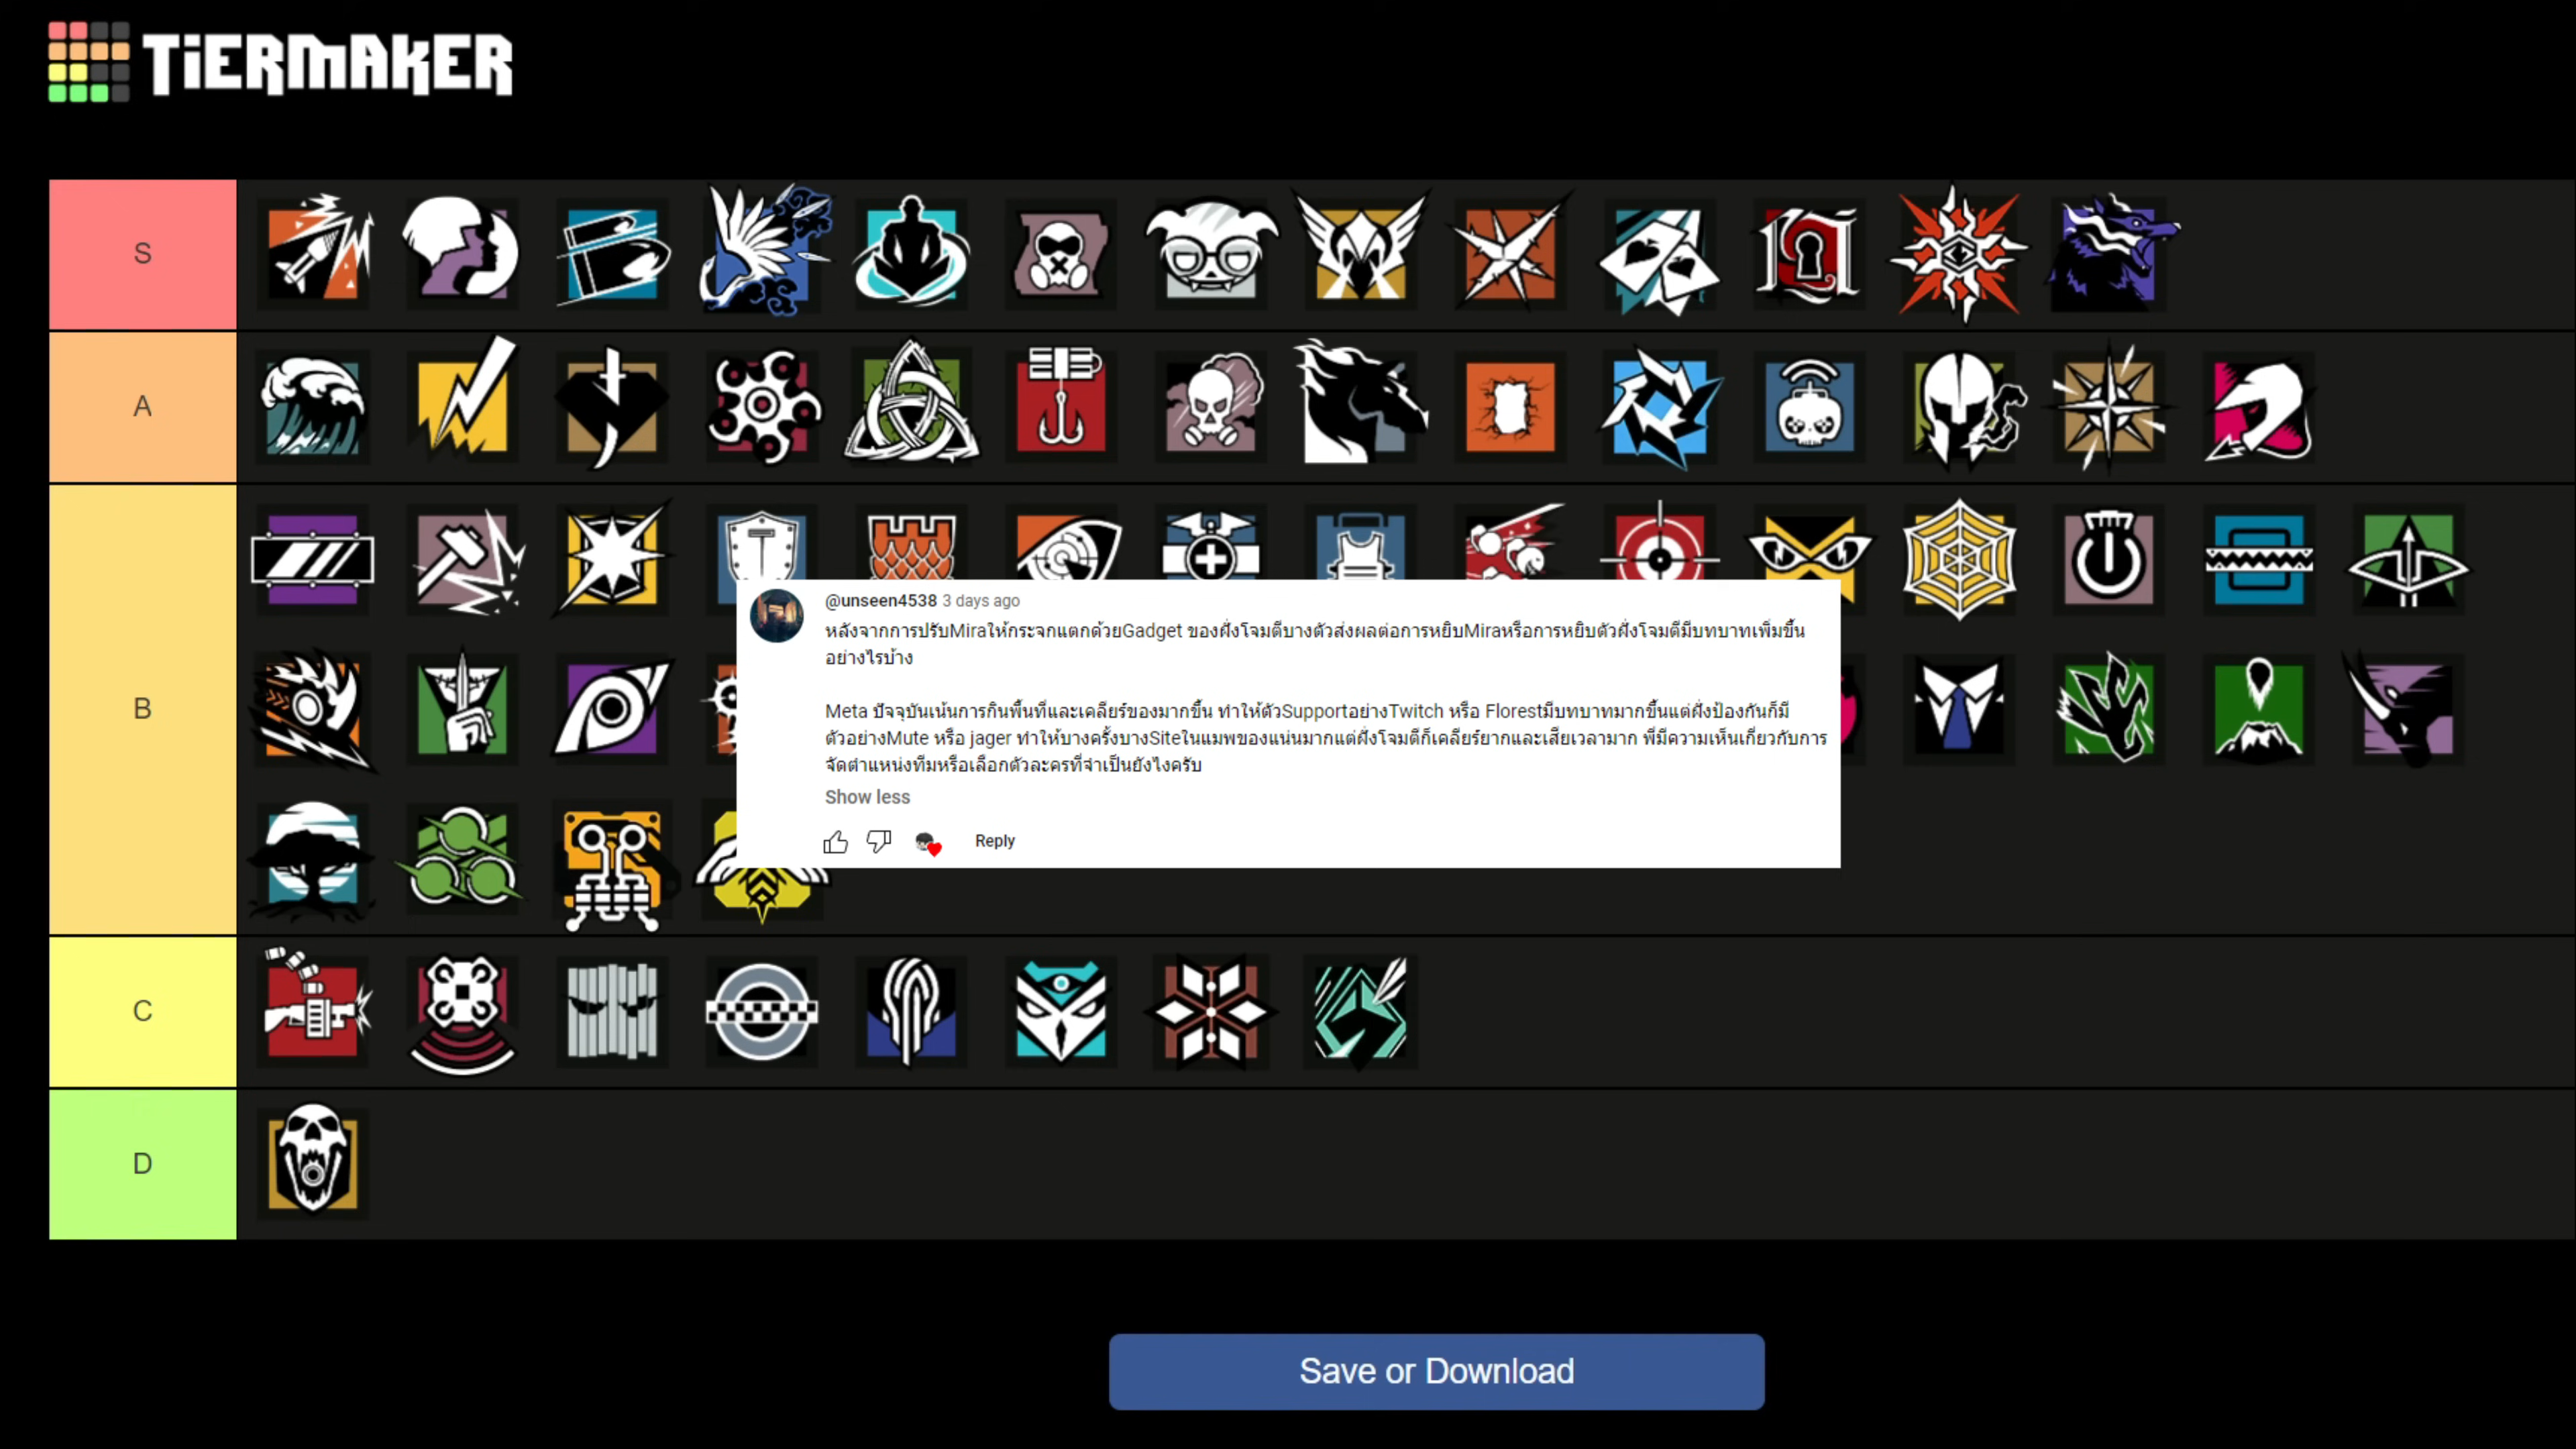 TiERMAKER
S
A
B
@unseen4538 3 days ago
หลังจากการปรับMiraให้กระจกแตกด้วยGadget ของฝั่งโจมตีบางตัวส่งผลต่อการหยิบMiraหรือการหยิบตัวฝั่งโจมตีมีบทบาทเพิ่มขึ้น
อย่างไรบ้าง
Meta ปัจจุบันเน้นการกินพื้นที่และเคลียร์ของมากขึ้น ทำให้ตัวSupportอย่างTwitch หรือ Florestมีบทบาทมากขึ้นแต่ฝั่งป้องกันก็มี
ตัวอย่างMute หรือ jager ทำให้บางครั้งบางSiteในแมพของแน่นมากแต่ฝั่งโจมตีก็เคลียร์ยากและเสียเวลามาก พี่มีความเห็นเกี่ยวกับการ
จัดตำแหน่งทีมหรือเลือกตัวละครที่จำเป็นยังไงครับ
Show less
Reply
C
D
Save or Download